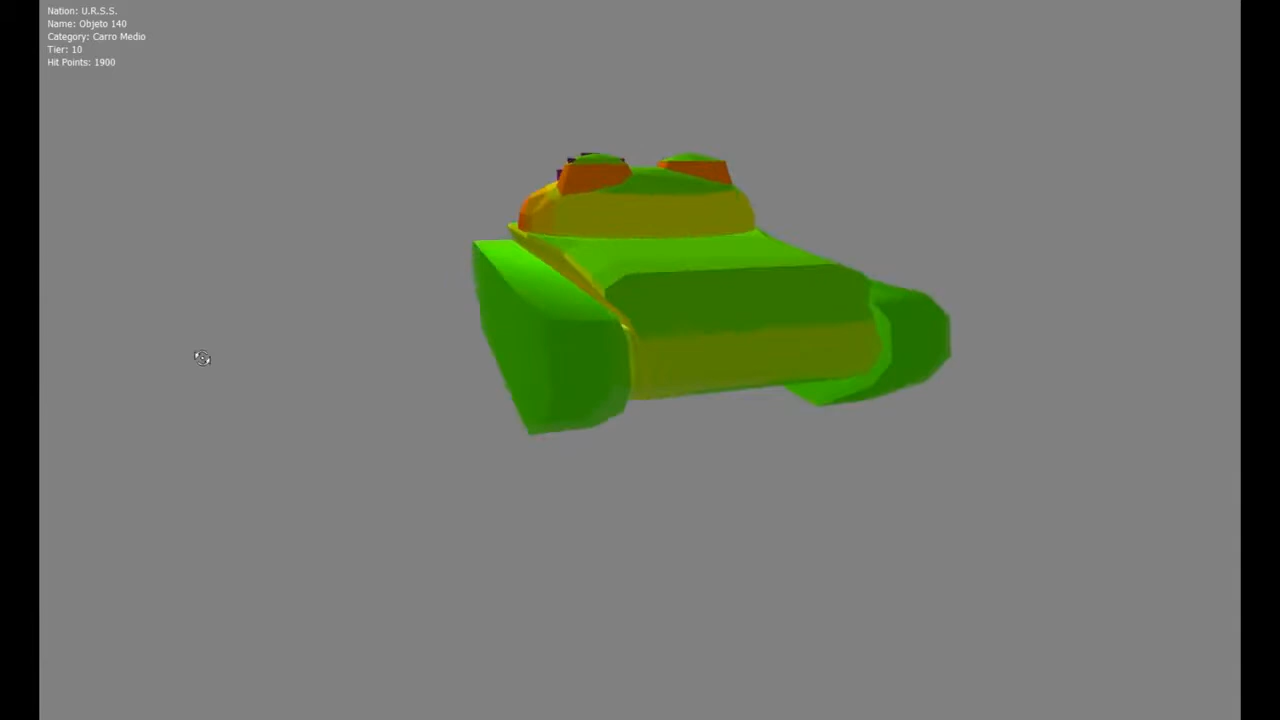 Nation: U.R.S.S.
Name: Objeto 140
Category: Carro Medio
Tier: 10
Hit Points: 1900